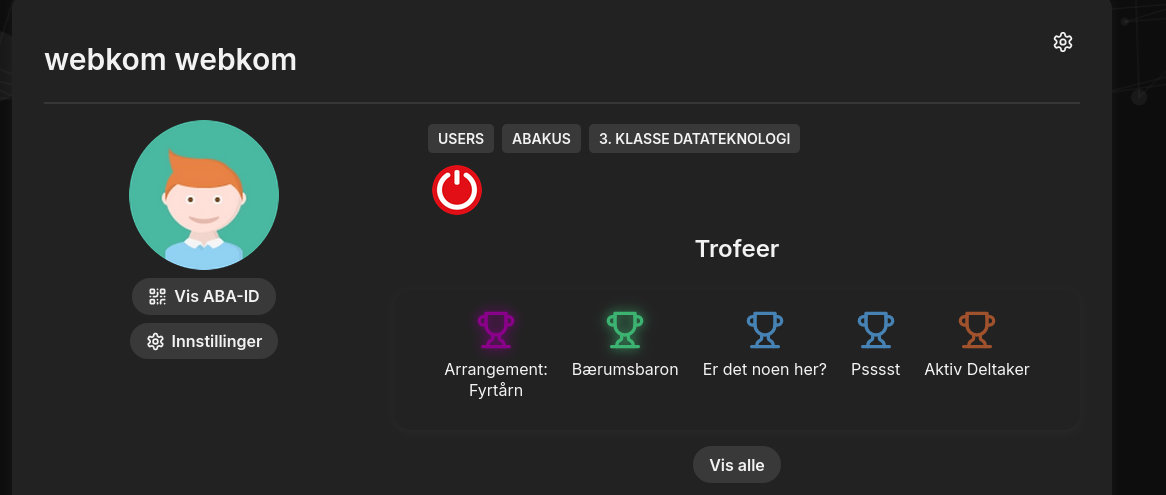 webkom webkom
USERS
ABAKUS
3. KLASSE DATATEKNOLOGI
Vis ABA-ID
Innstillinger
Trofeer
Arrangement:
Fyrtårn
Bærumsbaron
Er det noen her?
Psssst
Aktiv Deltaker
Vis alle